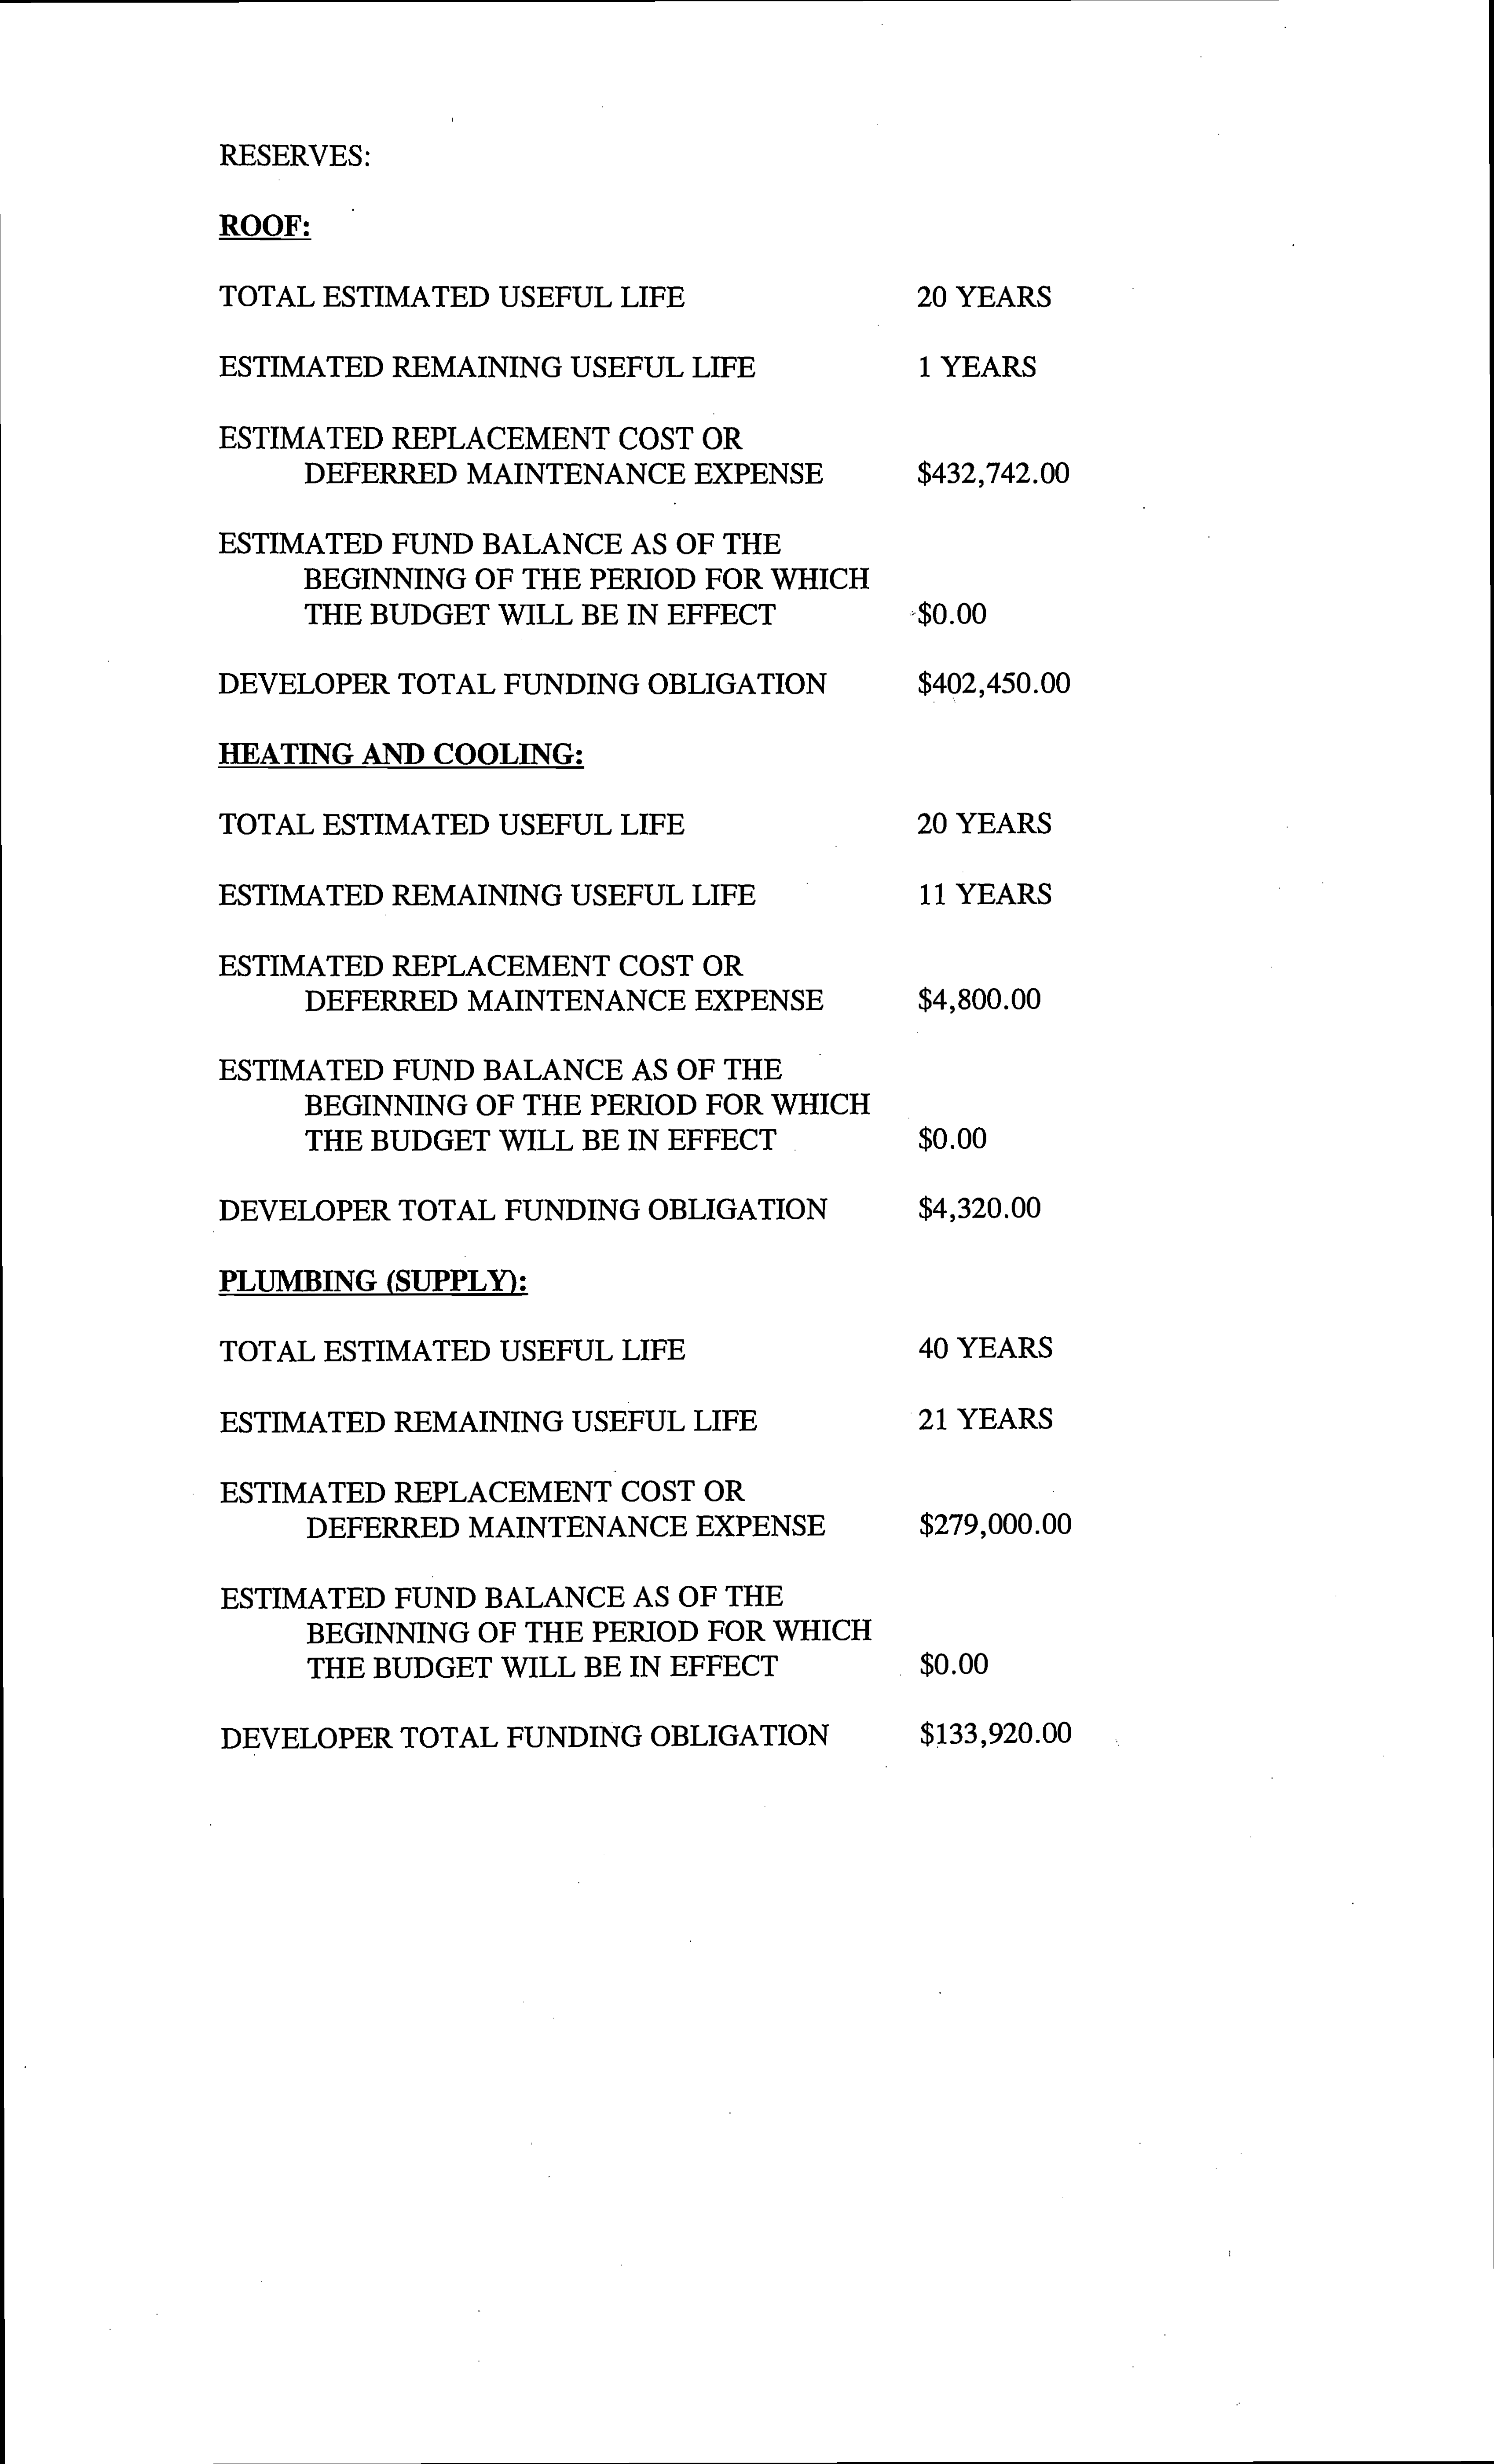 RESERVES:
ROOF:
TOTAL ESTIMATED USEFUL LIFE 20 YEARS
ESTIMATED REMAINING USEFUL LIFE 1 YEARS
ESTIMATED REPLACEMENT COST OR
DEFERRED MAINTENANCE EXPENSE $432,742.00
ESTIMATED FUND BALANCE AS OF THE
BEGINNING OF THE PERIOD FOR WHICH
THE BUDGET WILL BE IN EFFECT $0.00
DEVELOPER TOTAL FUNDING OBLIGATION $402,450.00
HEATING AND COOLING:
TOTAL ESTIMATED USEFUL LIFE 20 YEARS
ESTIMATED REMAINING USEFUL LIFE 11 YEARS
ESTIMATED REPLACEMENT COST OR
DEFERRED MAINTENANCE EXPENSE $4,800.00
ESTIMATED FUND BALANCE AS OF THE
BEGINNING OF THE PERIOD FOR WHICH
THE BUDGET WILL BE IN EFFECT $0.00
DEVELOPER TOTAL FUNDING OBLIGATION $4,320.00
PLUMBING (SUPPLY):
TOTAL ESTIMATED USEFUL LIFE 40 YEARS
ESTIMATED REMAINING USEFUL LIFE 21 YEARS
ESTIMATED REPLACEMENT COST OR
DEFERRED MAINTENANCE EXPENSE $279,000.00
ESTIMATED FUND BALANCE AS OF THE
BEGINNING OF THE PERIOD FOR WHICH
THE BUDGET WILL BE IN EFFECT $0.00
DEVELOPER TOTAL FUNDING OBLIGATION $133,920.00